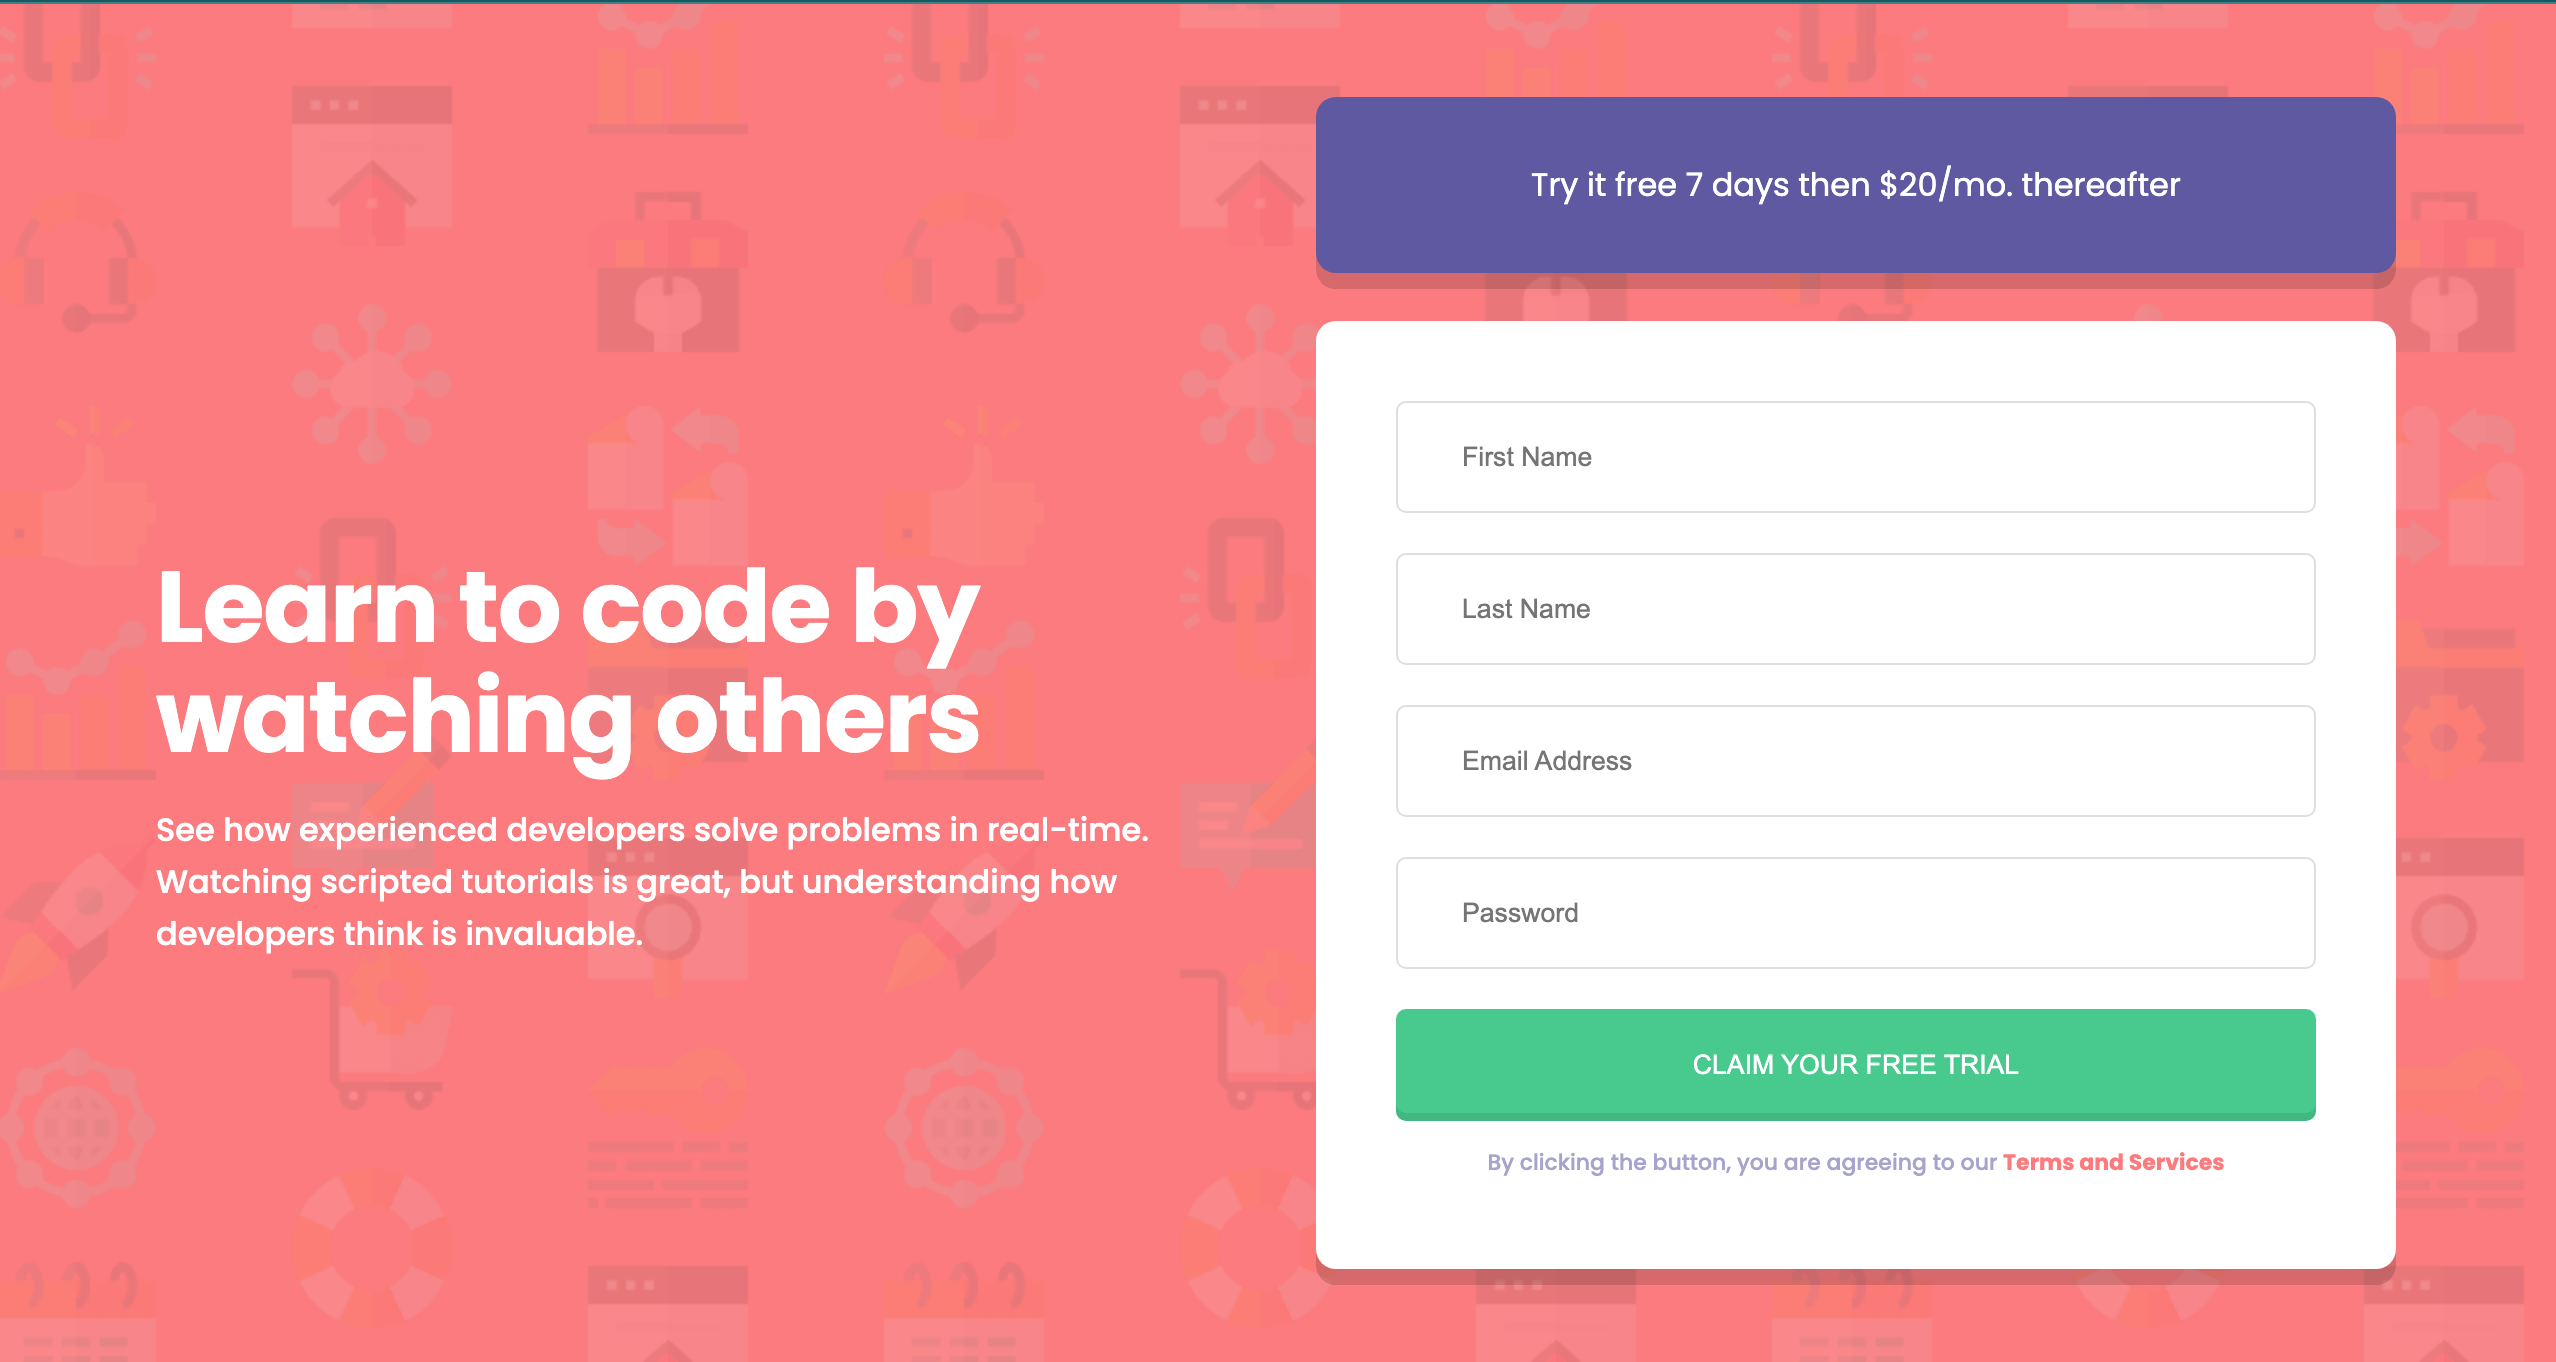 Learn to code by
watching others
See how experienced developers solve problems in real-time.
Watching scripted tutorials is great, but understanding how
developers think is invaluable.
Try it free 7 days then $20/mo. thereafter
First Name
Last Name
Email Address
Password
CLAIM YOUR FREE TRIAL
By clicking the button, you are agreeing to our Terms and Services